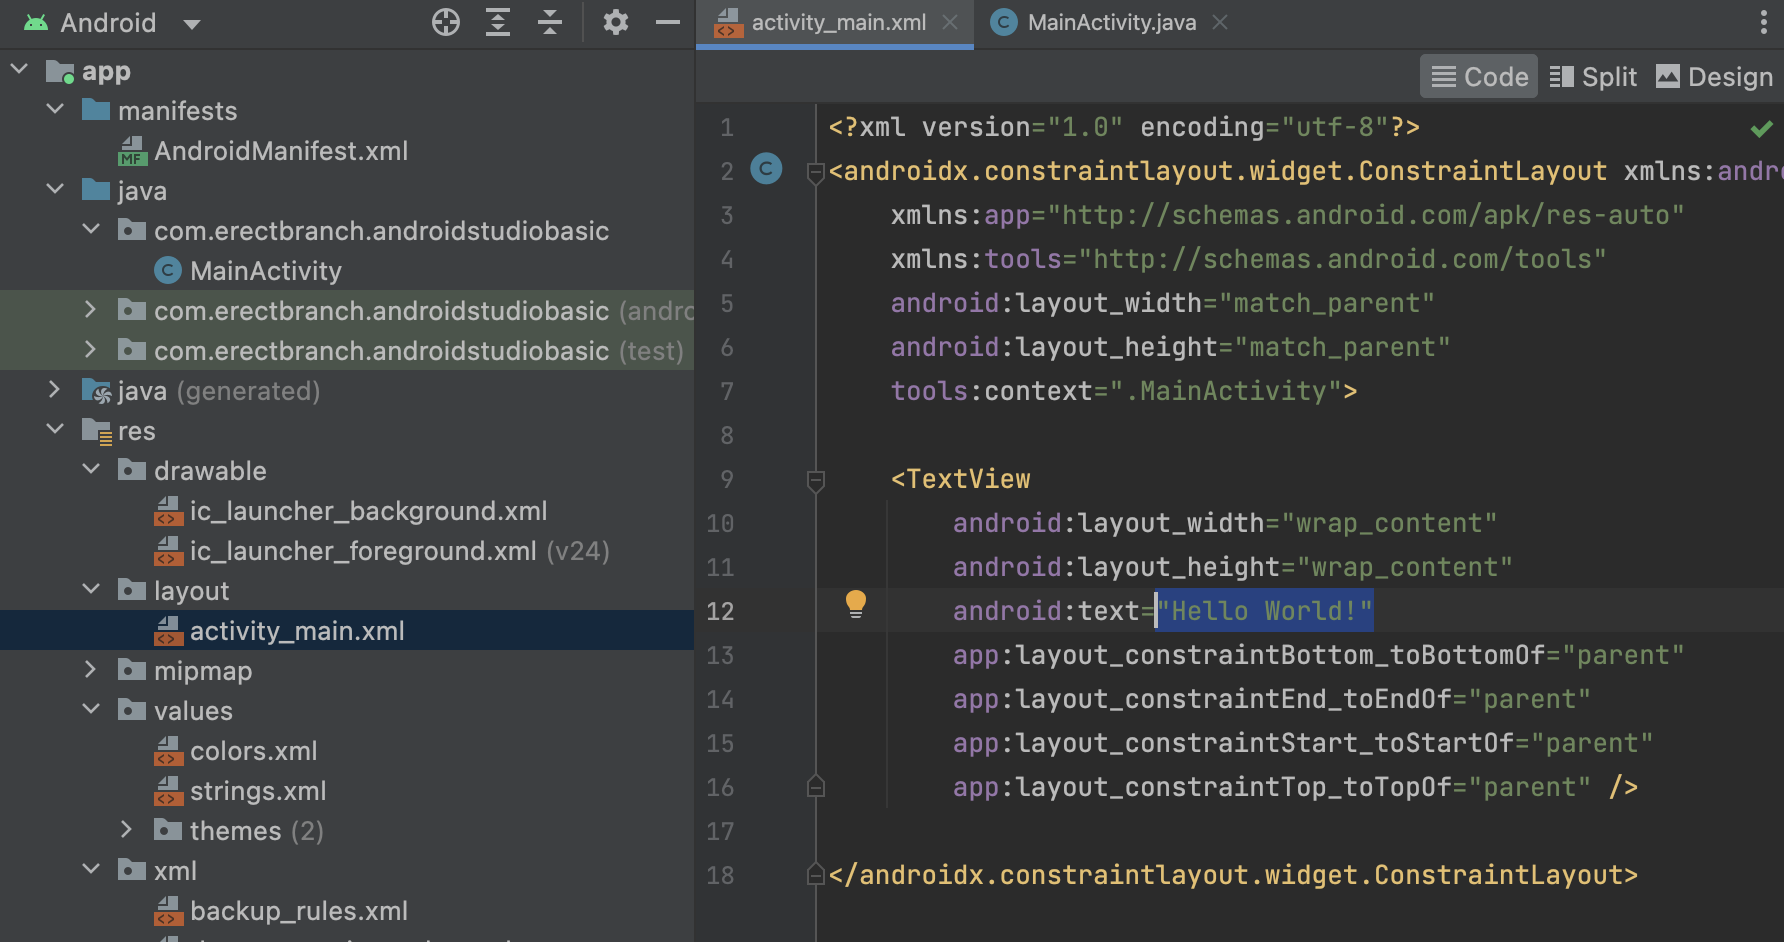 Android
app
manifests
AndroidManifest.xml
java
com.erectbranch.androidstudiobasic
MainActivity
com.erectbranch.androidstudiobasic (andro
com.erectbranch.androidstudiobasic (test)
java (generated)
res
drawable
ic_launcher_background.xml
ic_launcher_foreground.xml (v24)
layout
activity_main.xml
mipmap
values
colors.xml
strings.xml
themes (2)
xml
backup_rules.xml
activity_main.xml
MainActivity.java
Code Split Design
1 <?xml version="1.0" encoding="utf-8"?>
2 <androidx.constraintlayout.widget.ConstraintLayout xmlns:andro
3 xmlns:app="http://schemas.android.com/apk/res-auto"
4 xmlns:tools="http://schemas.android.com/tools"
5 android:layout_width="match_parent"
6 android:layout_height="match_parent"
7 tools:context=".MainActivity">
8
9 <TextView
10 android:layout_width="wrap_content"
11 android:layout_height="wrap_content"
12 android:text="Hello World!"
13 app:layout_constraintBottom_toBottomOf="parent"
14 app:layout_constraintEnd_toEndOf="parent"
15 app:layout_constraintStart_toStartOf="parent"
16 app:layout_constraintTop_toTopOf="parent" />
17
18 </androidx.constraintlayout.widget.ConstraintLayout>